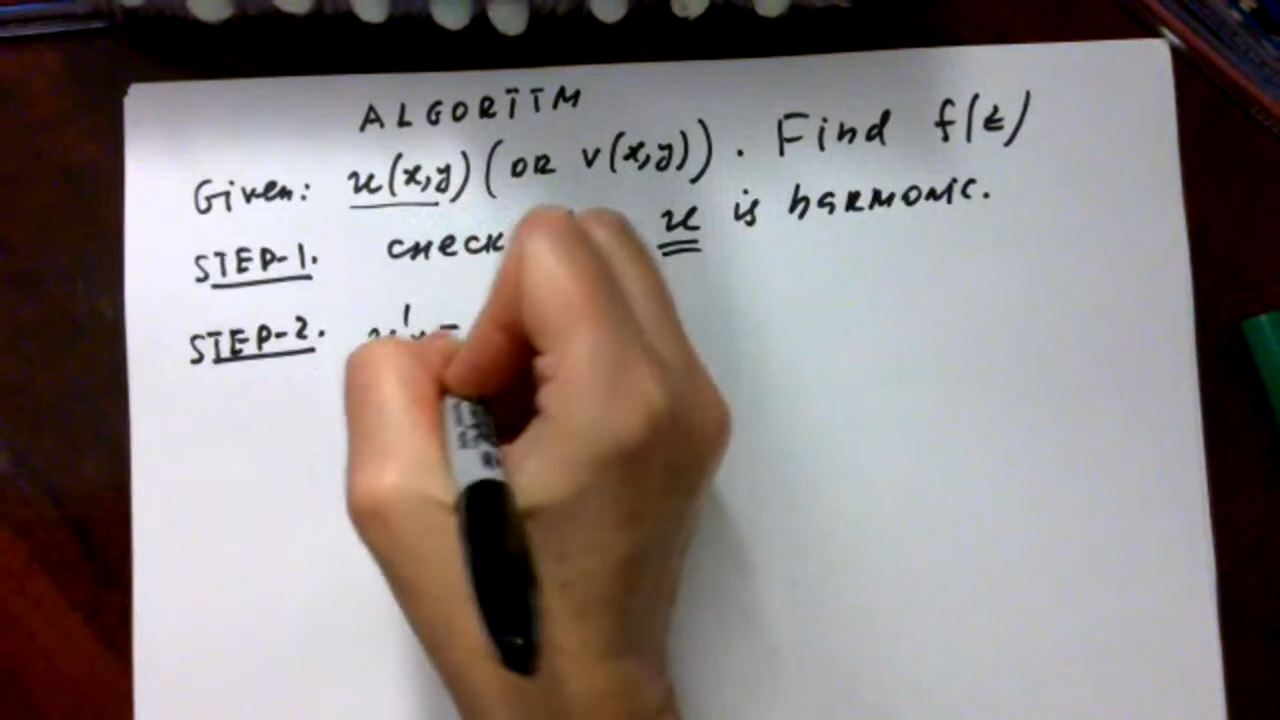 ALGORITM
Given: u(x,y) (OR v(x,y)). Find f(z)
STEP-1. CHECK u is harmonic.
STEP-2. u'x =